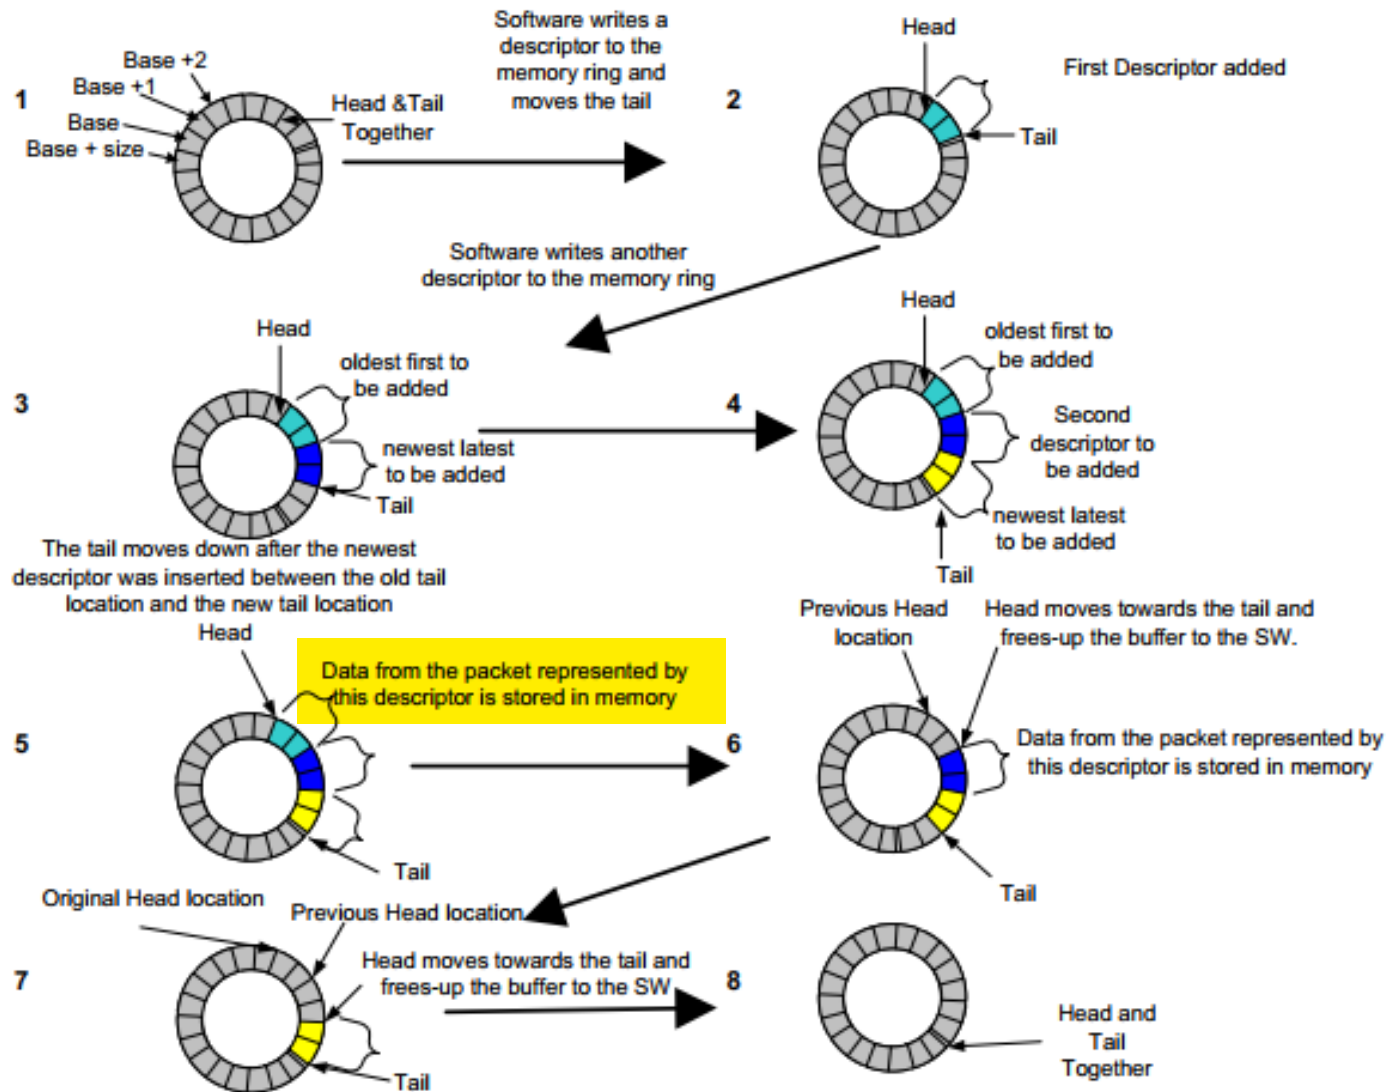 1
Base +2
Base +1
Base
Base + size
Head &Tail
Together
Software writes a
descriptor to the
memory ring and
moves the tail
2
Head
First Descriptor added
Tail
Software writes another
descriptor to the memory ring
3
Head
oldest first to
be added
newest latest
to be added
Tail
The tail moves down after the newest
descriptor was inserted between the old tail
location and the new tail location
4
Head
oldest first to
be added
Second
descriptor to
be added
newest latest
to be added
Tail
5
Head
Data from the packet represented by
this descriptor is stored in memory
Tail
6
Previous Head
location
Head moves towards the tail and
frees-up the buffer to the SW.
Data from the packet represented by
this descriptor is stored in memory
Tail
7
Original Head location
Previous Head location
Head moves towards the tail and
frees-up the buffer to the SW
Tail
8
Head and
Tail
Together